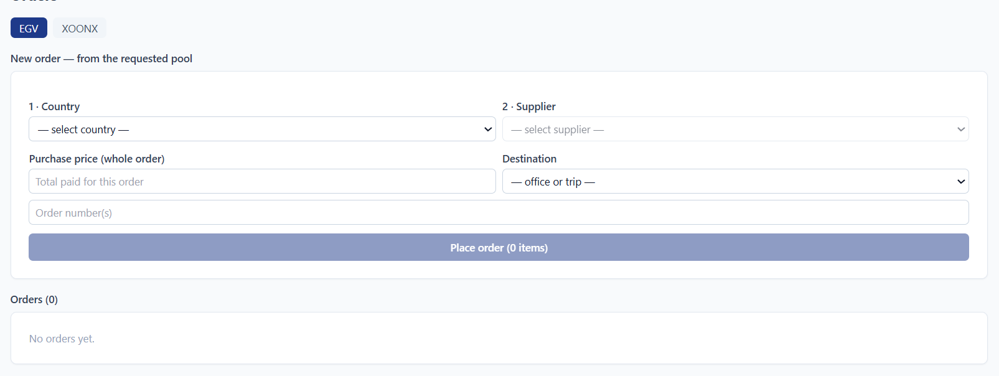 EGV XOONX
New order — from the requested pool
1 · Country 2 · Supplier
— select country — — select supplier —
Purchase price (whole order) Destination
Total paid for this order — office or trip —
Order number(s)
Place order (0 items)
Orders (0)
No orders yet.